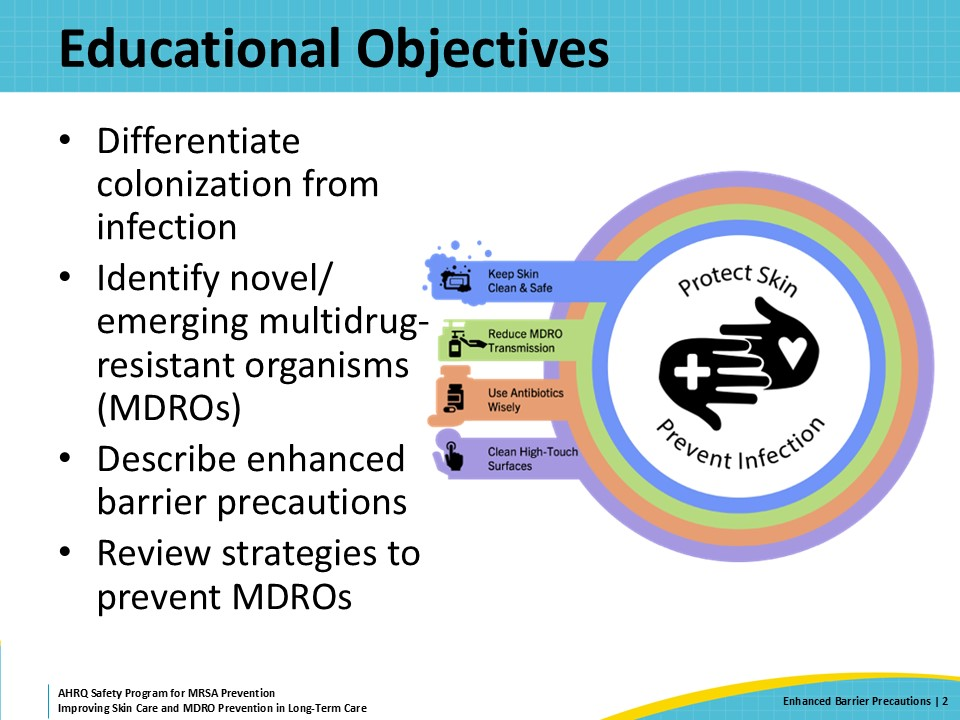 Educational Objectives
• Differentiate
colonization from
infection
• Identify novel/
emerging multidrug-
resistant organisms
(MDROs)
• Describe enhanced
barrier precautions
• Review strategies to
prevent MDROs
Keep Skin
Clean & Safe
Reduce MDRO
Transmission
Use Antibiotics
Wisely
Clean High-Touch
Surfaces
Protect Skin
Prevent Infection
AHRQ Safety Program for MRSA Prevention
Improving Skin Care and MDRO Prevention in Long-Term Care
Enhanced Barrier Precautions | 2